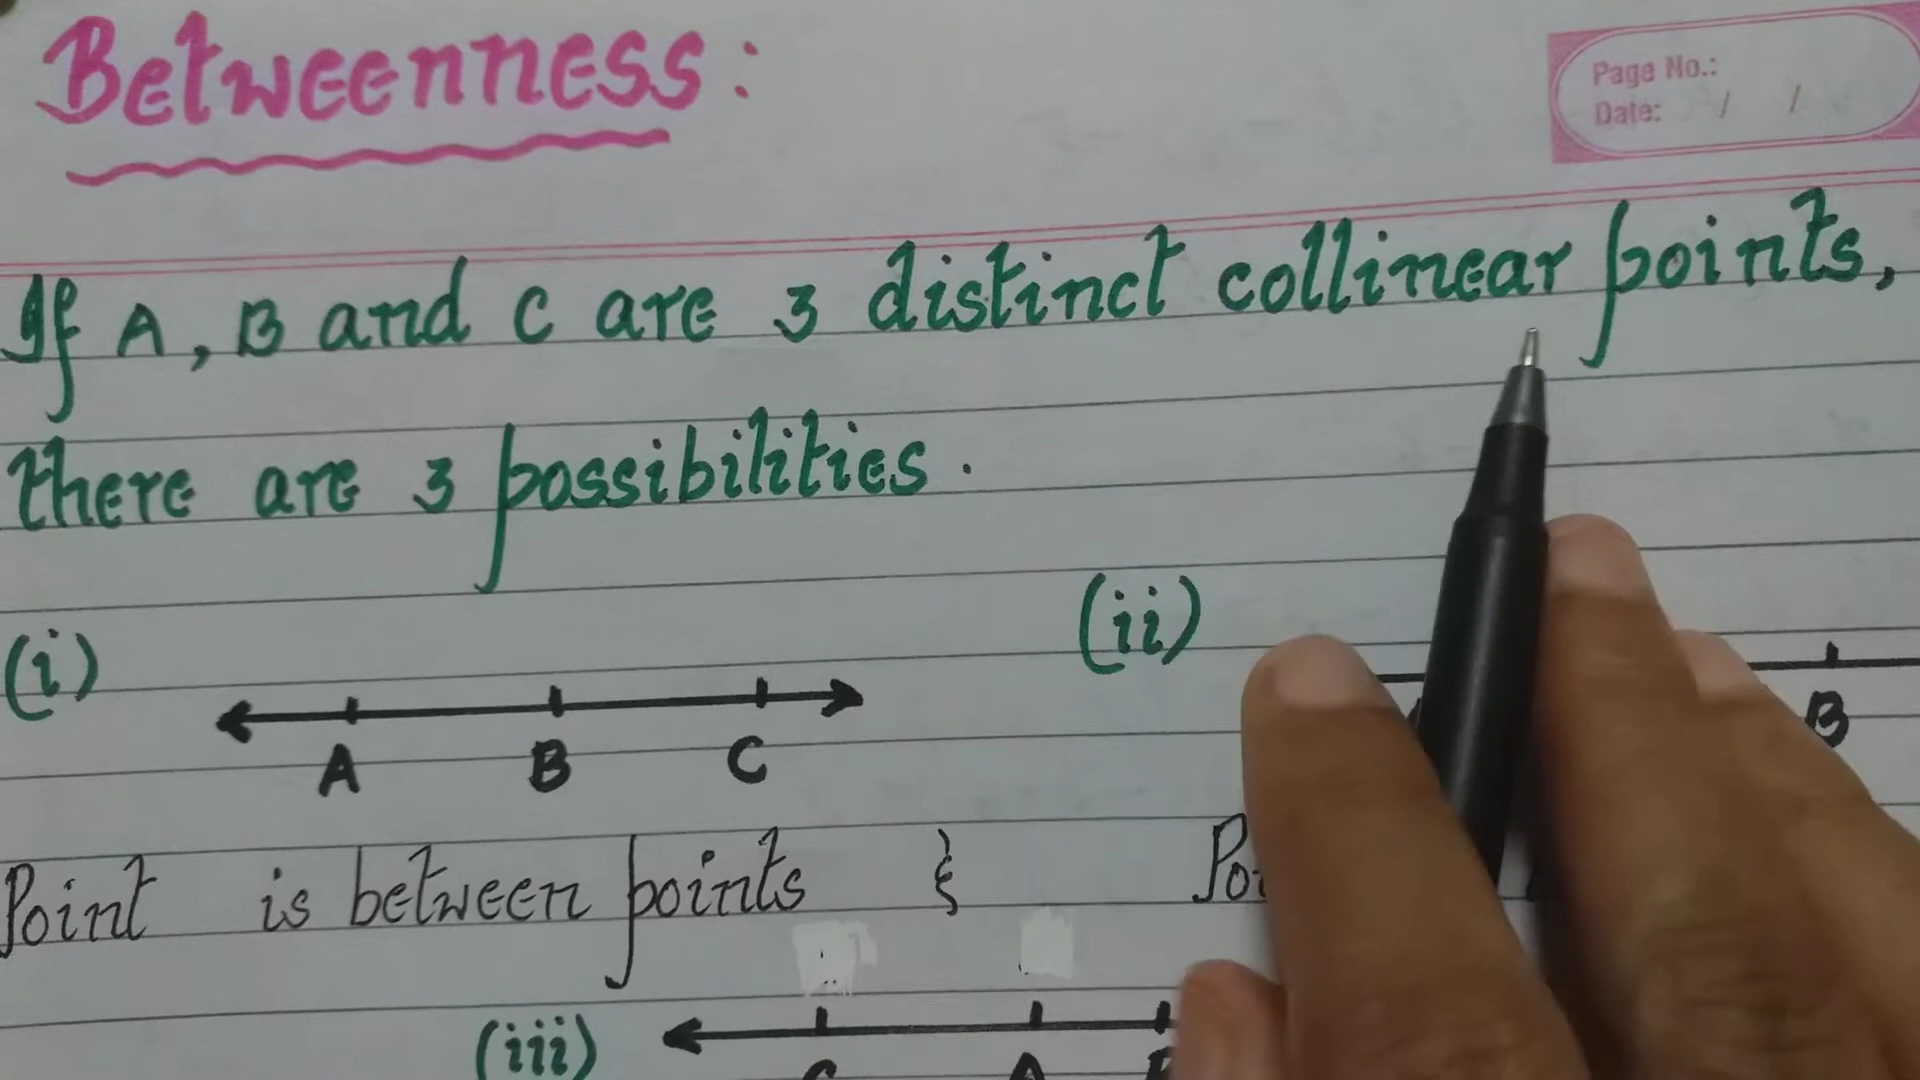 Betweenness:
Page No.:
Date: / /
If A, B and C are 3 distinct collinear points,
there are 3 possibilities.
(i)
(ii)
A B C
B
Point is between points &
(iii)
C A